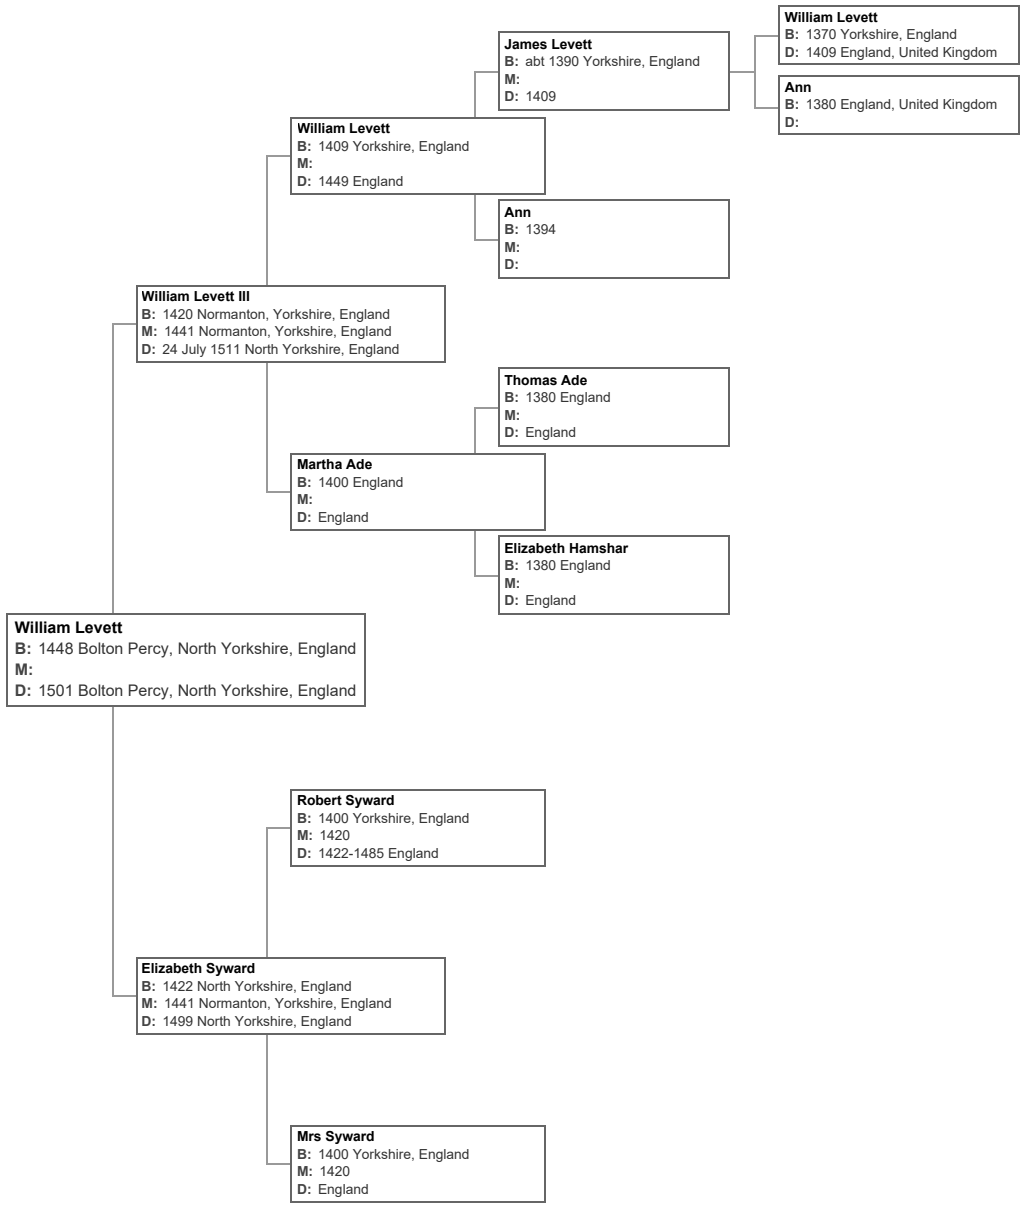 William Levett
B: 1370 Yorkshire, England
D: 1409 England, United Kingdom
James Levett
B: abt 1390 Yorkshire, England
M:
D: 1409
Ann
B: 1380 England, United Kingdom
D:
William Levett
B: 1409 Yorkshire, England
M:
D: 1449 England
Ann
B: 1394
M:
D:
William Levett III
B: 1420 Normanton, Yorkshire, England
M: 1441 Normanton, Yorkshire, England
D: 24 July 1511 North Yorkshire, England
Thomas Ade
B: 1380 England
M:
D: England
Martha Ade
B: 1400 England
M:
D: England
Elizabeth Hamshar
B: 1380 England
M:
D: England
William Levett
B: 1448 Bolton Percy, North Yorkshire, England
M:
D: 1501 Bolton Percy, North Yorkshire, England
Robert Syward
B: 1400 Yorkshire, England
M: 1420
D: 1422-1485 England
Elizabeth Syward
B: 1422 North Yorkshire, England
M: 1441 Normanton, Yorkshire, England
D: 1499 North Yorkshire, England
Mrs Syward
B: 1400 Yorkshire, England
M: 1420
D: England